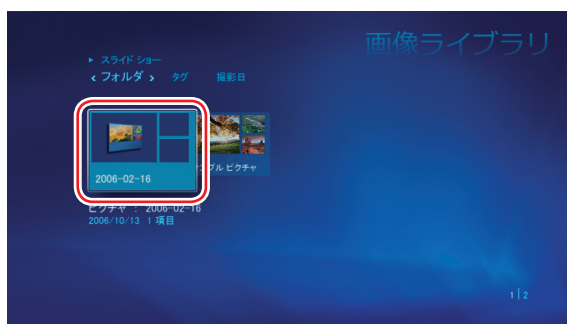 画像ライブラリ
▸ スライド ショー
‹ フォルダ › タグ 撮影日
2006-02-16
ンプル ピクチャ
ピクチャ : 2006-02-16
2006/10/13 1 項目
1 | 2